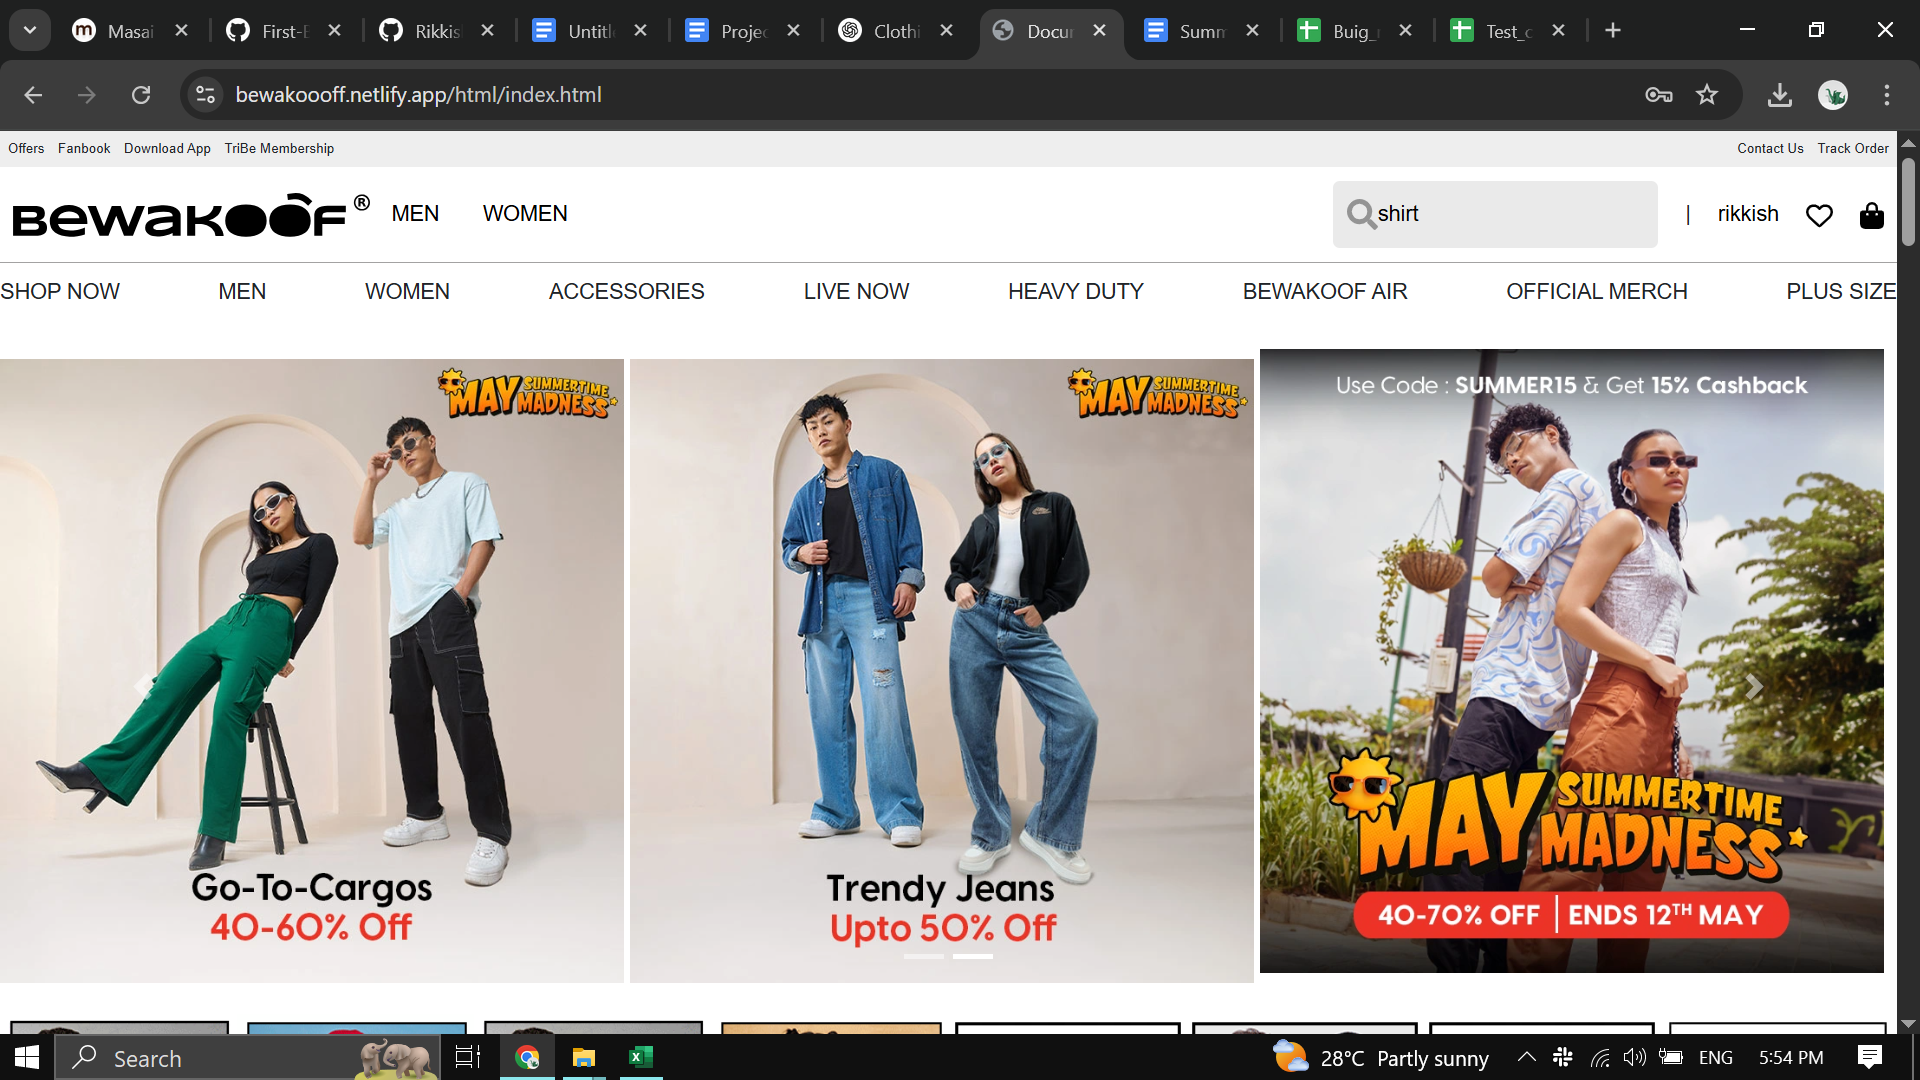 Masai
First-E
Rikkis
Untitl
Projec
Clothi
Docur
Summ
Buig_r
Test_c
bewakoooff.netlify.app/html/index.html
Offers Fanbook Download App TriBe Membership Contact Us Track Order
BEWAKOOF ® MEN WOMEN shirt | rikkish
SHOP NOW MEN WOMEN ACCESSORIES LIVE NOW HEAVY DUTY BEWAKOOF AIR OFFICIAL MERCH PLUS SIZE
MAY SUMMERTIME MADNESS
Go-To-Cargos
40-60% Off
MAY SUMMERTIME MADNESS
Trendy Jeans
Upto 50% Off
Use Code : SUMMER15 & Get 15% Cashback
MAY SUMMERTIME MADNESS
40-70% OFF | ENDS 12TH MAY
Search 28°C Partly sunny ENG 5:54 PM